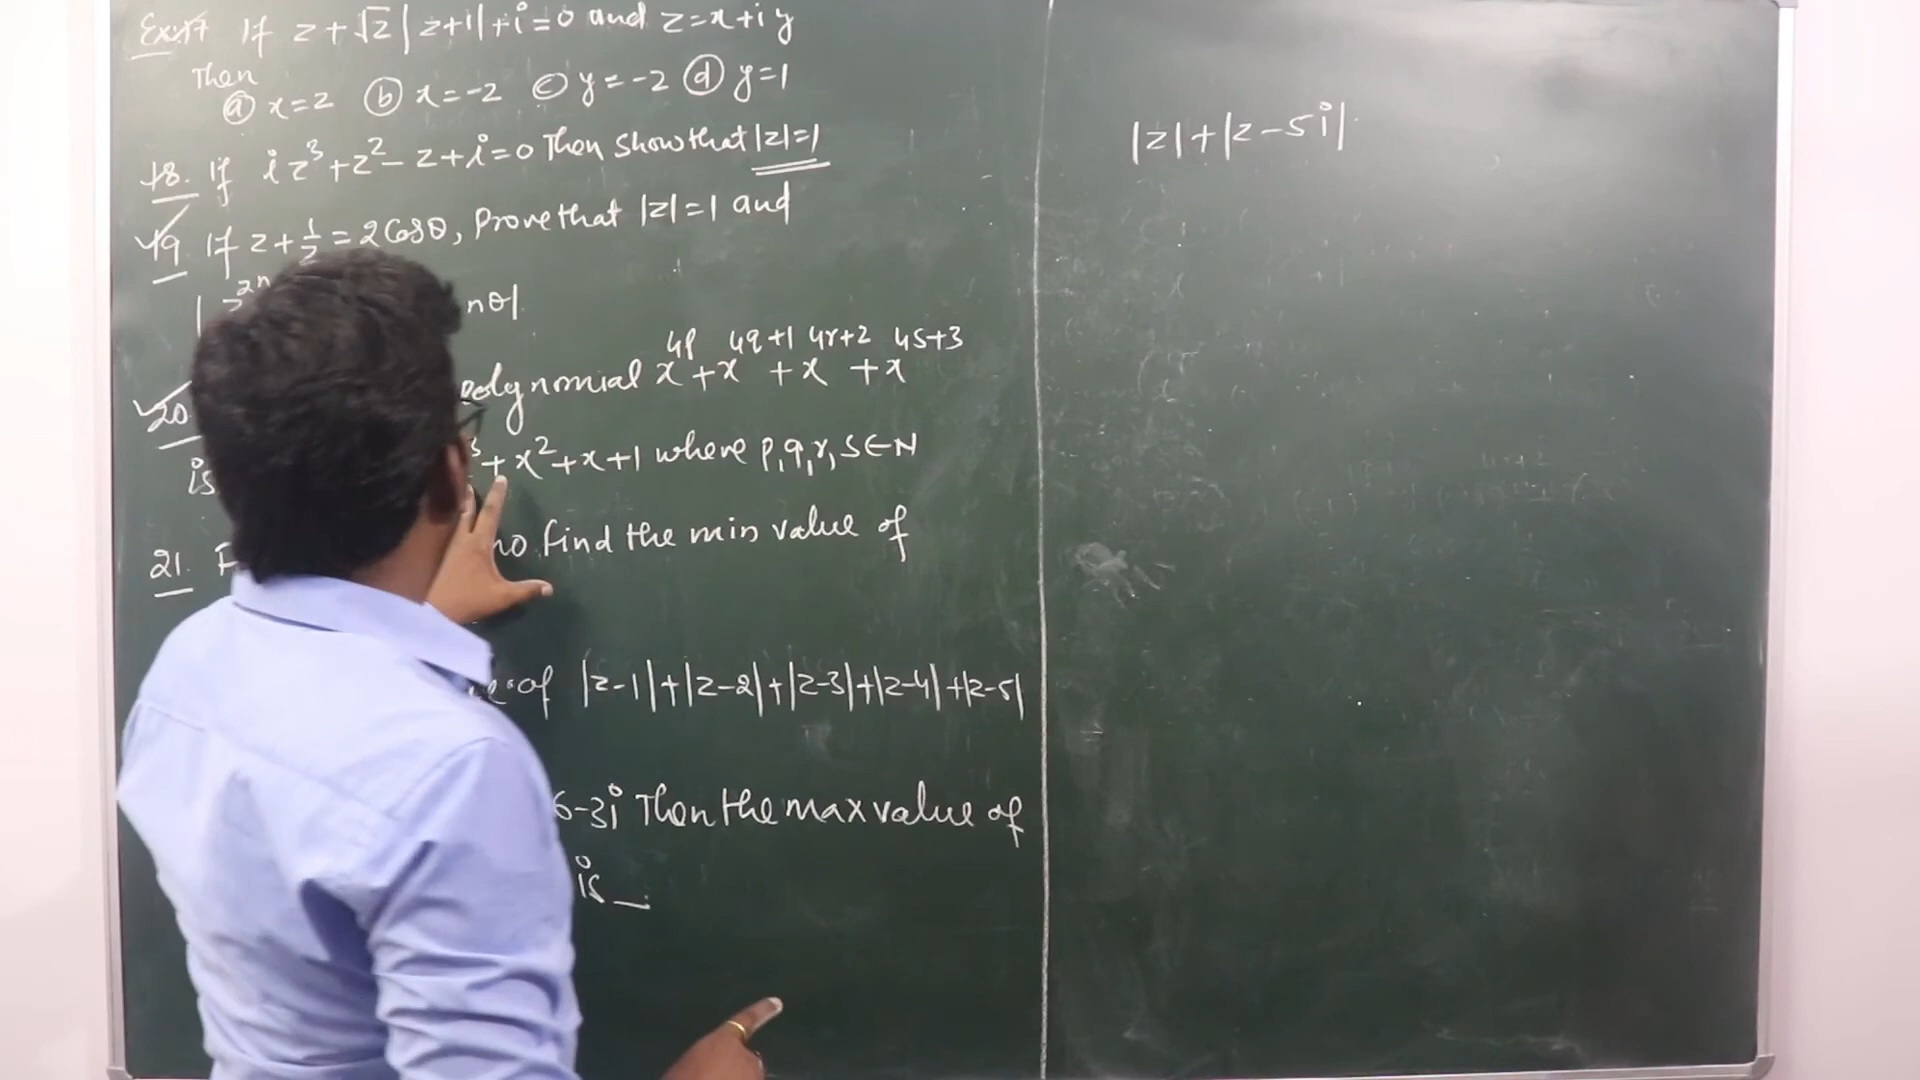 Ex:17 If z+√2|z+1|+i=0 and z=x+iy
Then
ⓐ x=2 ⓑ x=-2 ⓒ y=-2 ⓓ y=1
18. If iz³+z²-z+i=0 Then show that |z|=1
19. If z+1/z=2Cosθ, Prove that |z|=1 and
2n nθ|
20 Polynomial x^4p+x^4q+1+x^4r+2+x^4s+3
is 3+x²+x+1 where p,q,r,s∈N
21. F no find the min value of
of |z-1|+|z-2|+|z-3|+|z-4|+|z-5|
6-3i Then the max value of
is _.
|z|+|z-5i|